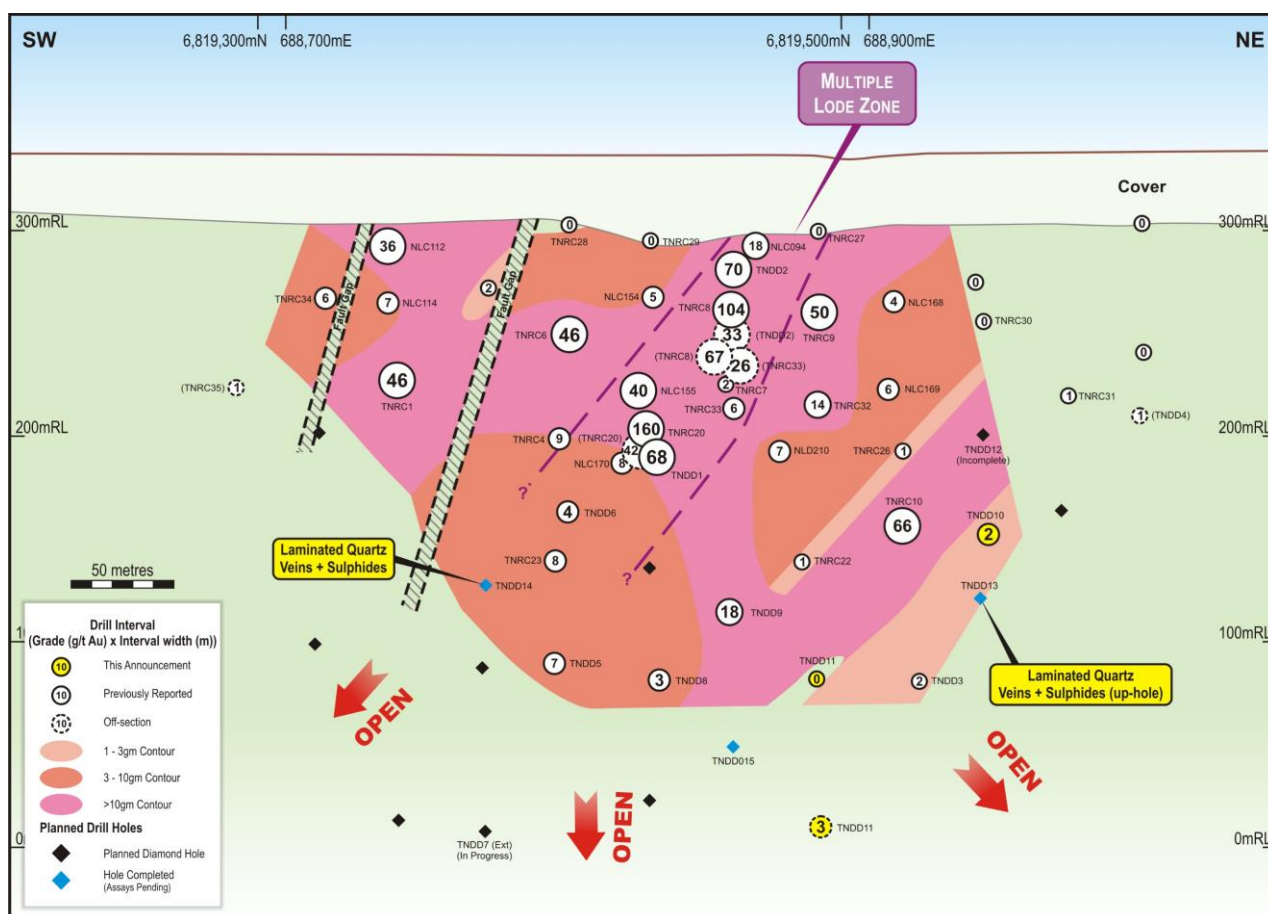 SW
6,819,300mN
688,700mE
6,819,500mN
688,900mE
NE
MULTIPLE
LODE ZONE
Cover
300mRL
300mRL
0
TNRC28
0
TNRC29
18
NLC094
0
TNRC27
0
36
NLC112
70
TNDD2
2
0
TNRC34
6
Fault Gap
7
NLC114
Fault Gap
NLC154
5
TNRC8
104
50
TNRC9
4
NLC168
0
TNRC30
TNRC6
46
33
(TNDD2)
(TNRC8)
67
26
(TNRC33)
0
(TNRC35)
1
46
TNRC1
40
NLC155
2
TNRC7
TNRC33
6
14
TNRC32
6
NLC169
1
TNRC31
1
(TNDD4)
200mRL
200mRL
TNRC4
9
(TNRC20)
160
TNRC20
42
NLC170
8
68
TNDD1
7
NLD210
TNRC26
1
TNDD12
(Incomplete)
?
4
TNDD6
TNRC10
66
TNDD10
2
Laminated Quartz
Veins + Sulphides
TNRC23
8
1
TNRC22
?
TNDD14
TNDD13
50 metres
18
TNDD9
100mRL
7
TNDD5
3
TNDD8
TNDD11
0
2
TNDD3
Laminated Quartz
Veins + Sulphides (up-hole)
OPEN
OPEN
OPEN
TNDD015
3
TNDD11
TNDD7 (Ext)
(In Progress)
0mRL
0mRL
Drill Interval
(Grade (g/t Au) x Interval width (m))
10
This Announcement
10
Previously Reported
10
Off-section
1 - 3gm Contour
3 - 10gm Contour
>10gm Contour
Planned Drill Holes
Planned Diamond Hole
Hole Completed
(Assays Pending)